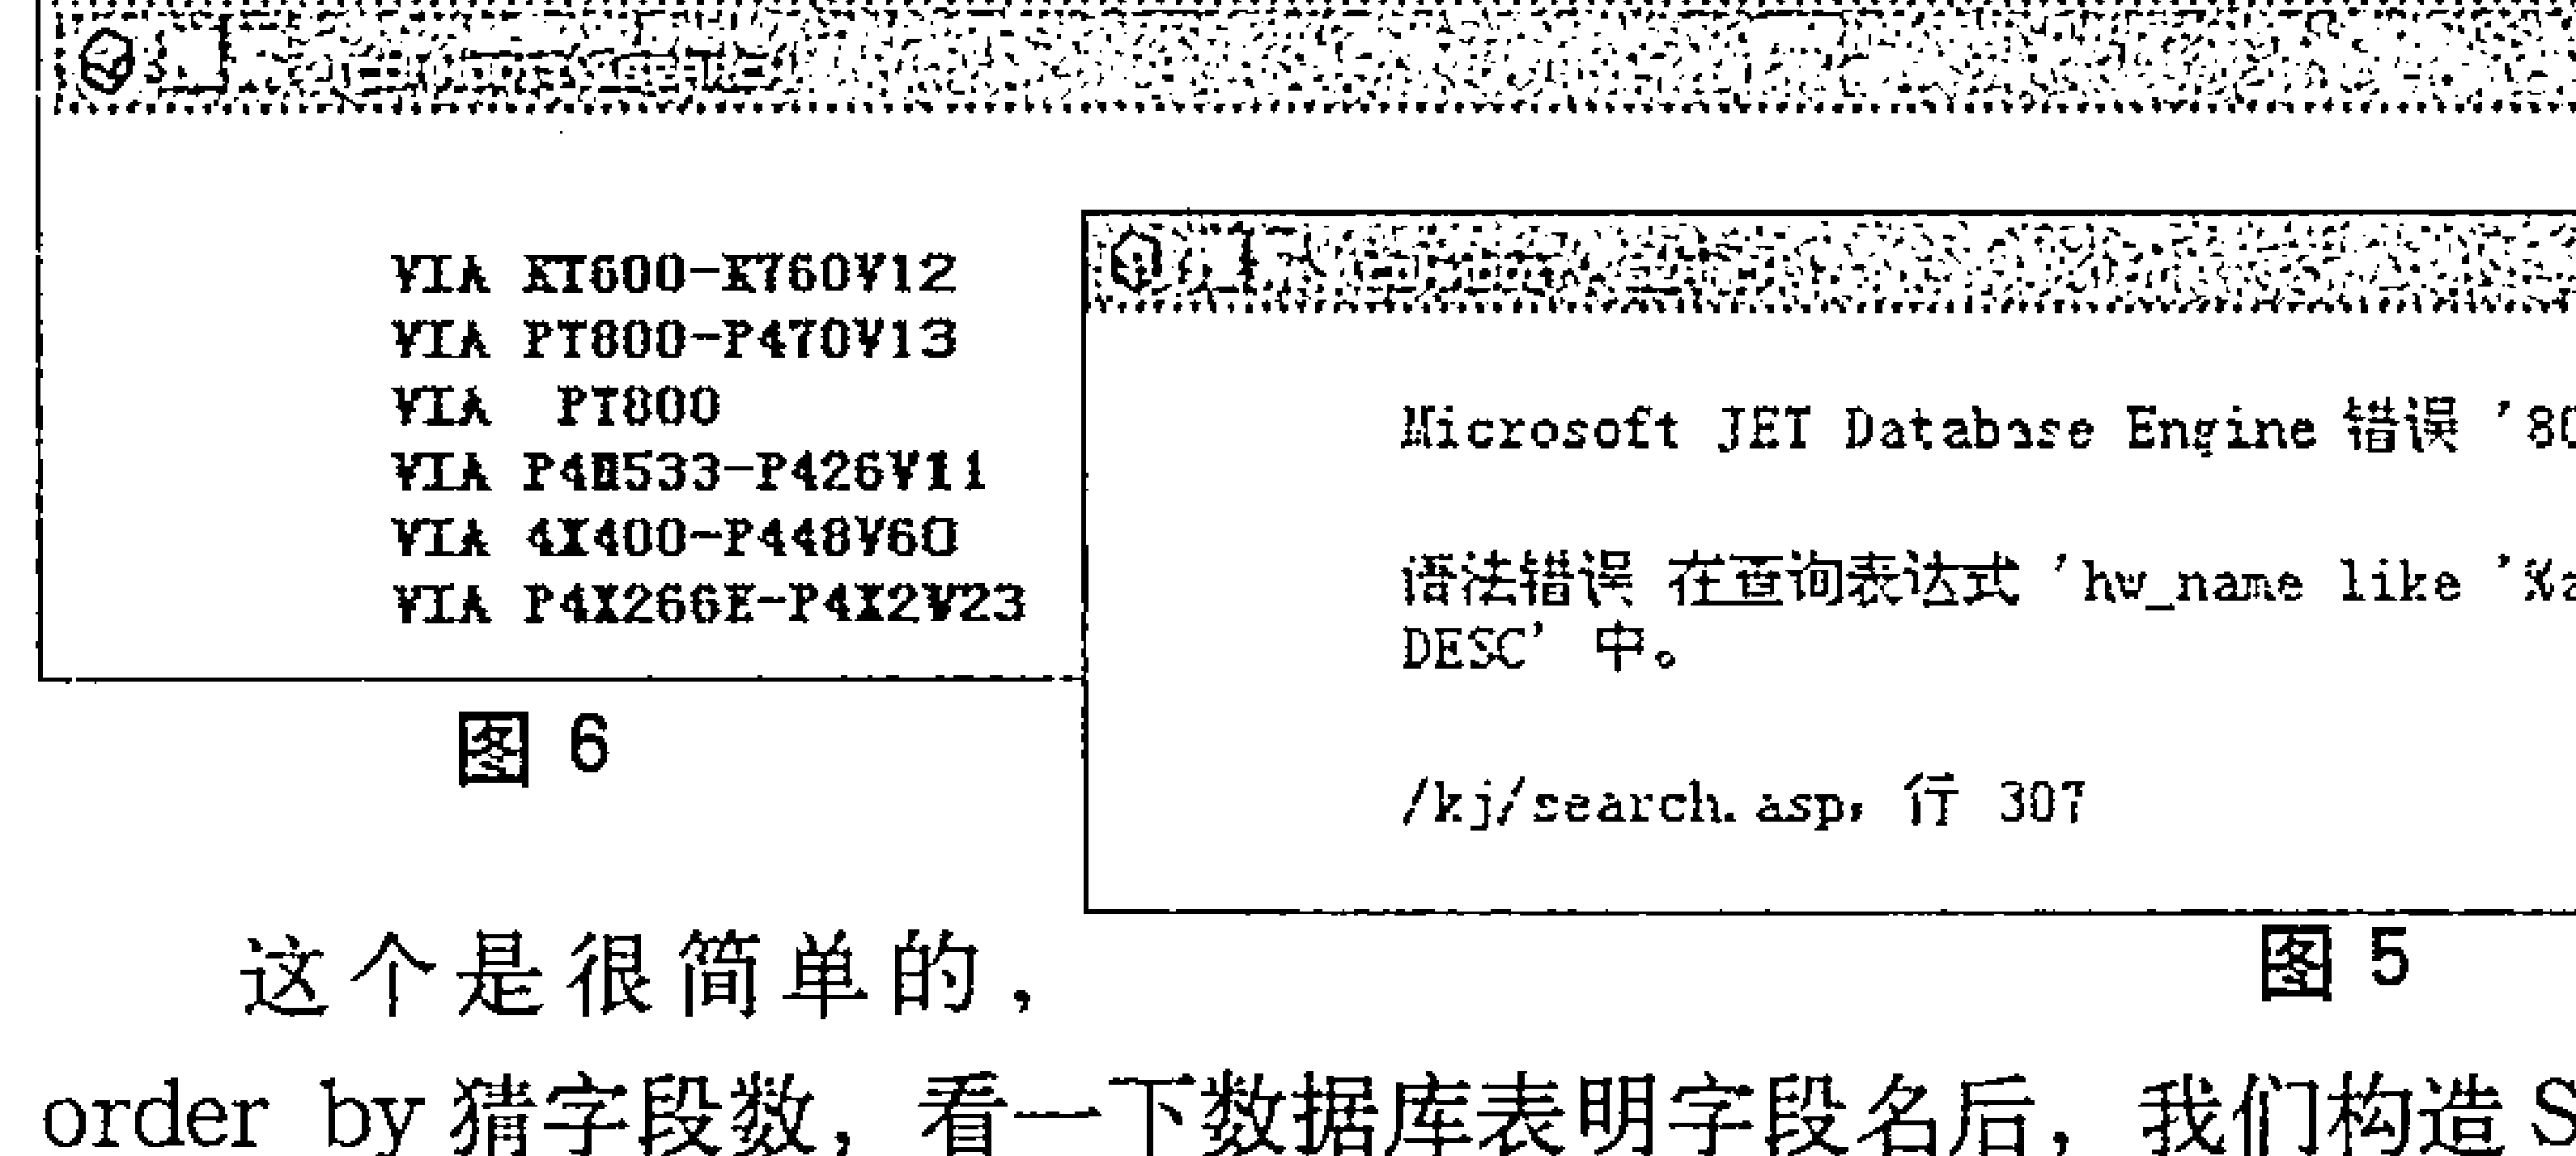 VIA KT600-K760V12
VIA PT800-P470V13
VIA PT800
VIA P4M533-P426V11
VIA 4X400-P448V60
VIA P4X266E-P4X2V23
图 6
Microsoft JET Database Engine 错误 '80
语法错误 在查询表达式 'hw_name like '%a
DESC' 中。
/kj/search.asp, 行 307
图 5
这个是很简单的,
order by 猜字段数, 看一下数据库表明字段名后, 我们构造 S